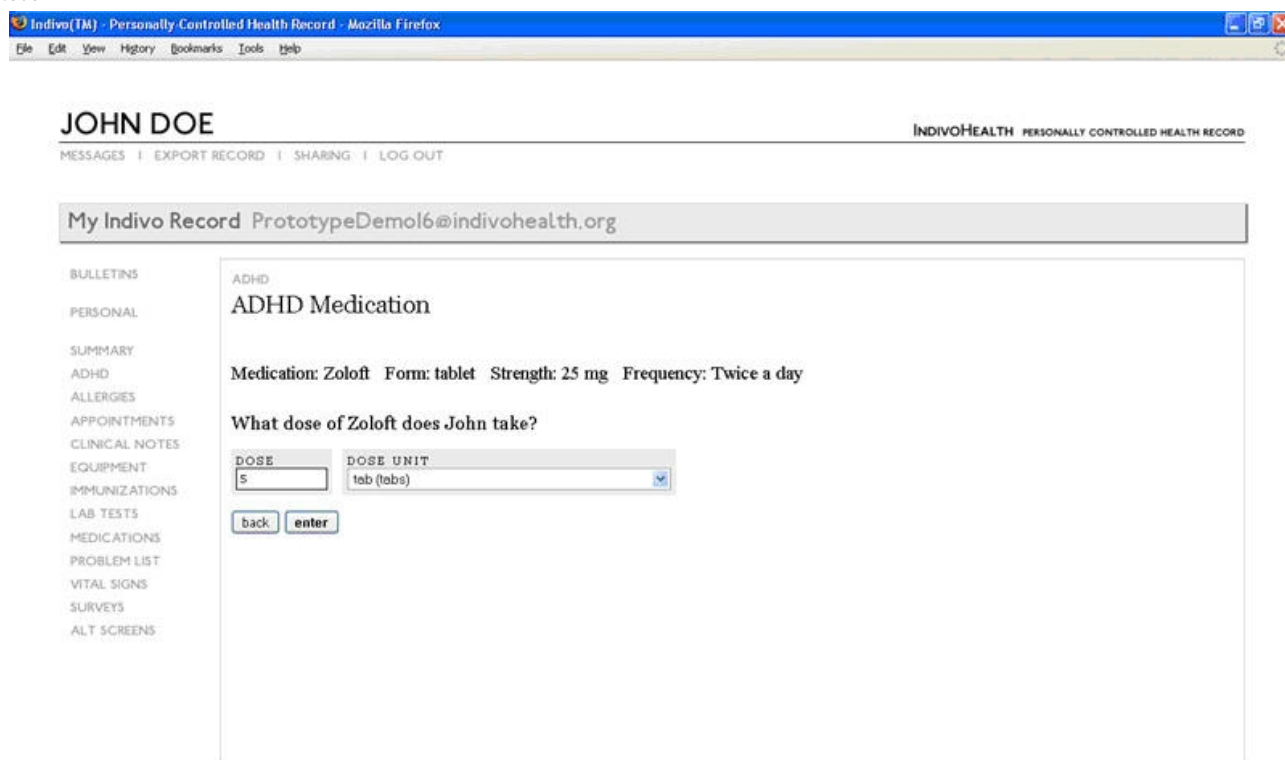 Indivo(TM) - Personally-Controlled Health Record - Mozilla Firefox
File Edit View History Bookmarks Tools Help
JOHN DOE
INDIVOHEALTH PERSONALLY CONTROLLED HEALTH RECORD
MESSAGES | EXPORT RECORD | SHARING | LOG OUT
My Indivo Record PrototypeDemo16@indivohealth.org
BULLETINS
PERSONAL
SUMMARY
ADHD
ALLERGIES
APPOINTMENTS
CLINICAL NOTES
EQUIPMENT
IMMUNIZATIONS
LAB TESTS
MEDICATIONS
PROBLEM LIST
VITAL SIGNS
SURVEYS
ALT SCREENS
ADHD
ADHD Medication
Medication: Zoloft Form: tablet Strength: 25 mg Frequency: Twice a day
What dose of Zoloft does John take?
DOSE DOSE UNIT
5 tab (tabs)
back enter